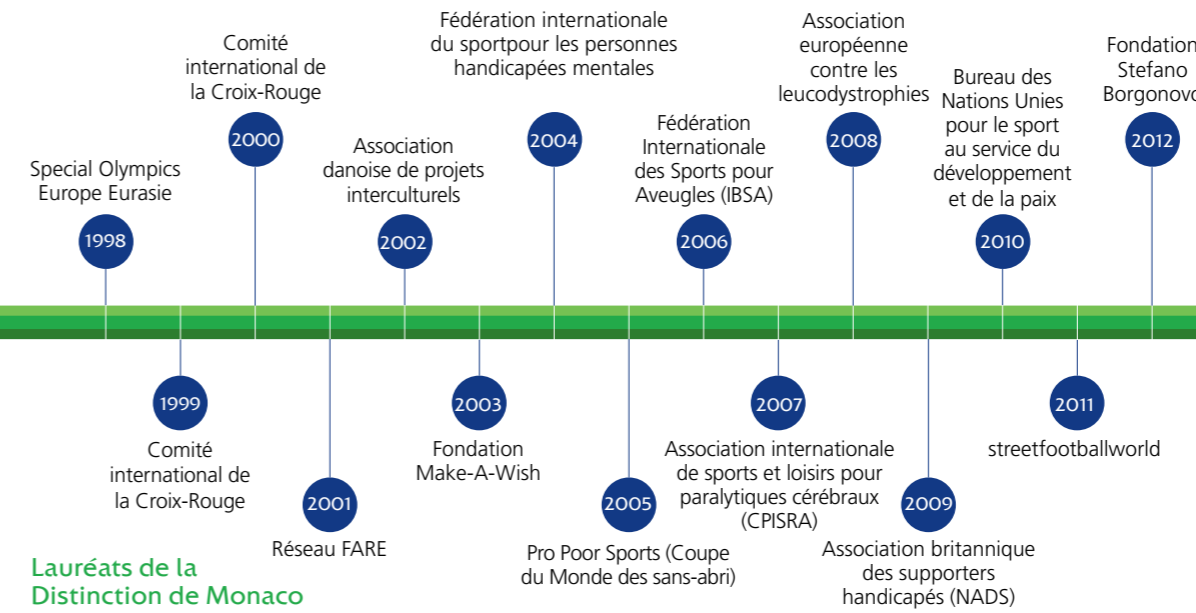 Special Olympics
Europe Eurasie
1998
1999
Comité
international de
la Croix-Rouge
Comité
international de
la Croix-Rouge
2000
2001
Réseau FARE
Association
danoise de projets
interculturels
2002
2003
Fondation
Make-A-Wish
Fédération internationale
du sportpour les personnes
handicapées mentales
2004
2005
Pro Poor Sports (Coupe
du Monde des sans-abri)
Fédération
Internationale
des Sports pour
Aveugles (IBSA)
2006
2007
Association internationale
de sports et loisirs pour
paralytiques cérébraux
(CPISRA)
Association
européenne
contre les
leucodystrophies
2008
2009
Association britannique
des supporters
handicapés (NADS)
Bureau des
Nations Unies
pour le sport
au service du
développement
et de la paix
2010
2011
streetfootballworld
Fondation
Stefano
Borgonovo
2012
Lauréats de la
Distinction de Monaco